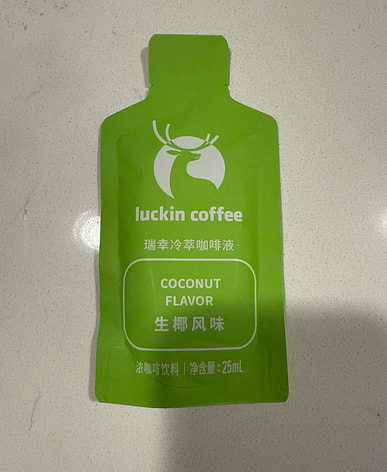 luckin coffee
瑞幸冷萃咖啡液
COCONUT
FLAVOR
生椰风味
浓咖啡饮料 | 净含量:25mL